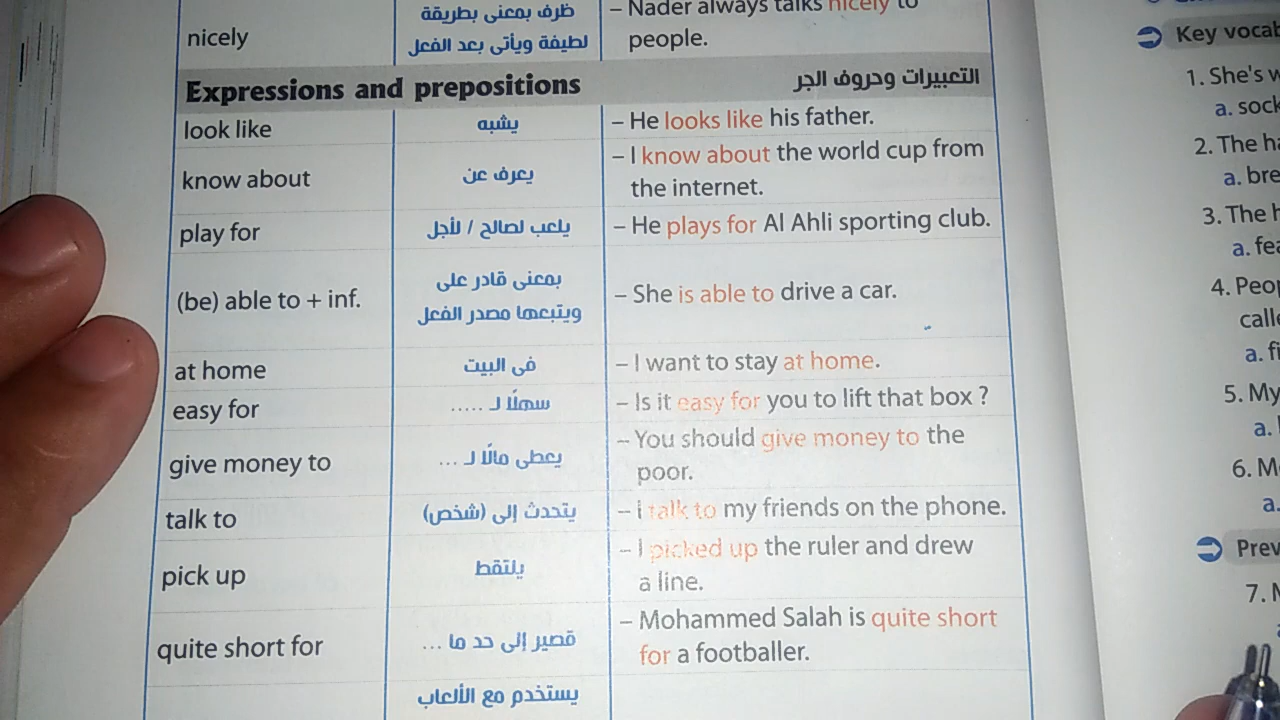 ظرف بمعنى بطريقة
– Nader always talks nicely to
nicely
لطيفة ويأتى بعد الفعل
people.
Expressions and prepositions
التعبيرات وحروف الجر
look like
يشبه
– He looks like his father.
know about
يعرف عن
– I know about the world cup from
the internet.
play for
يلعب لصالح / لأجل
– He plays for Al Ahli sporting club.
(be) able to + inf.
بمعنى قادر على
ويتبعها مصدر الفعل
– She is able to drive a car.
at home
فى البيت
– I want to stay at home.
easy for
سهلًا لـ .....
– Is it easy for you to lift that box ?
give money to
يعطى مالًا لـ ...
– You should give money to the
poor.
talk to
يتحدث إلى (شخص)
– I talk to my friends on the phone.
pick up
يلتقط
– I picked up the ruler and drew
a line.
quite short for
قصير إلى حد ما ...
– Mohammed Salah is quite short
for a footballer.
يستخدم مع الألعاب
Key vocab
1. She's w
a. sock
2. The ha
a. bre
3. The h
a. fea
4. Peop
calle
a. fi
5. My
a.
6. M
a.
Prev
7. M